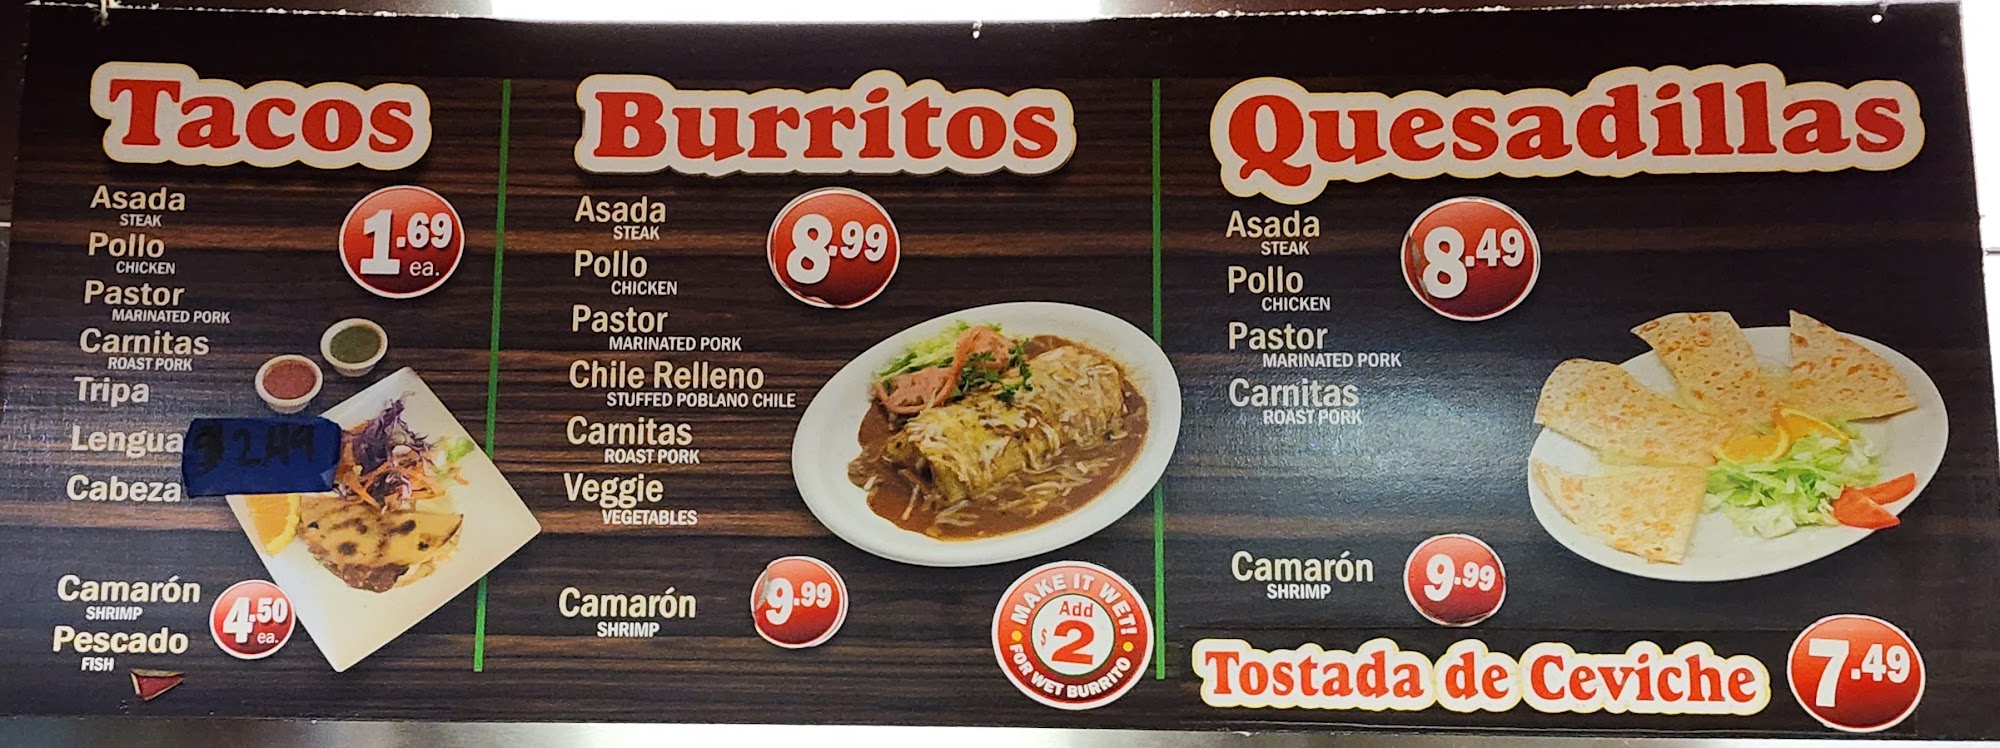 Tacos
Asada
STEAK
1.69 ea.
Pollo
CHICKEN
Pastor
MARINATED PORK
Carnitas
ROAST PORK
Tripa
Lengua $2.49
Cabeza
Camarón
SHRIMP
4.50 ea.
Pescado
FISH
Burritos
Asada
STEAK
8.99
Pollo
CHICKEN
Pastor
MARINATED PORK
Chile Relleno
STUFFED POBLANO CHILE
Carnitas
ROAST PORK
Veggie
VEGETABLES
Camarón
SHRIMP
9.99
MAKE IT WET!
Add
$2
FOR WET BURRITO
Quesadillas
Asada
STEAK
8.49
Pollo
CHICKEN
Pastor
MARINATED PORK
Carnitas
ROAST PORK
Camarón
SHRIMP
9.99
Tostada de Ceviche 7.49